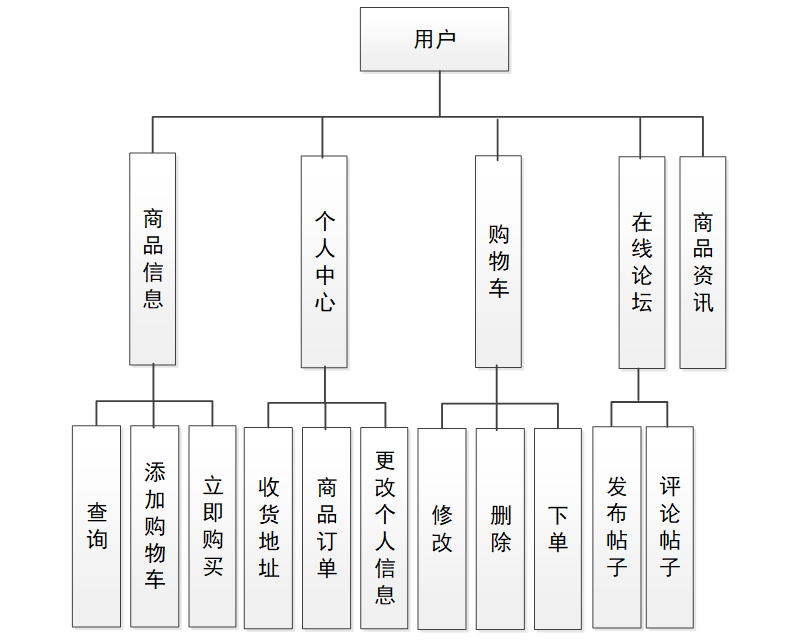 用户
商品信息
个人中心
购物车
在线论坛
商品资讯
查询
添加购物车
立即购买
收货地址
商品订单
更改个人信息
修改
删除
下单
发布帖子
评论帖子